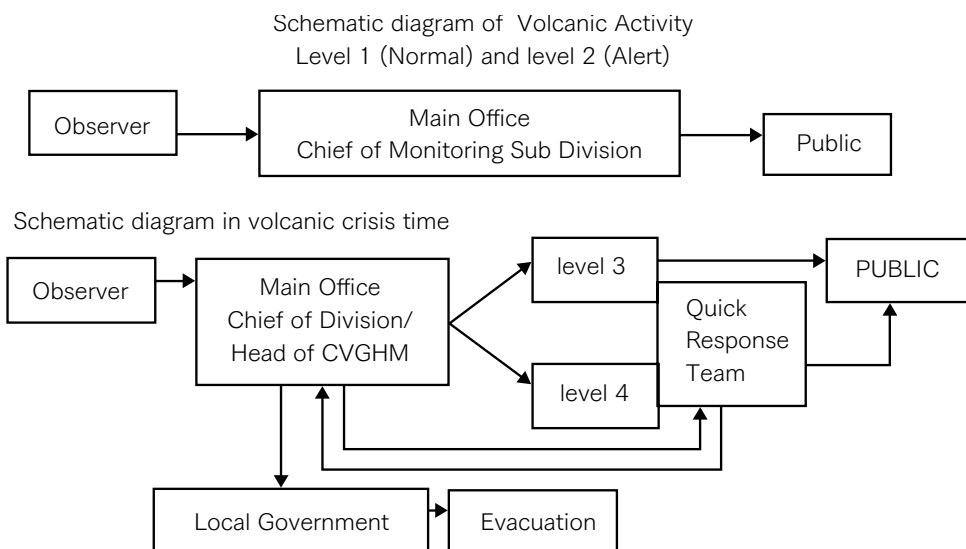 Schematic diagram of Volcanic Activity
Level 1 (Normal) and level 2 (Alert)
Observer
Main Office
Chief of Monitoring Sub Division
Public
Schematic diagram in volcanic crisis time
Observer
Main Office
Chief of Division/
Head of CVGHM
level 3
level 4
Quick
Response
Team
PUBLIC
Local Government
Evacuation